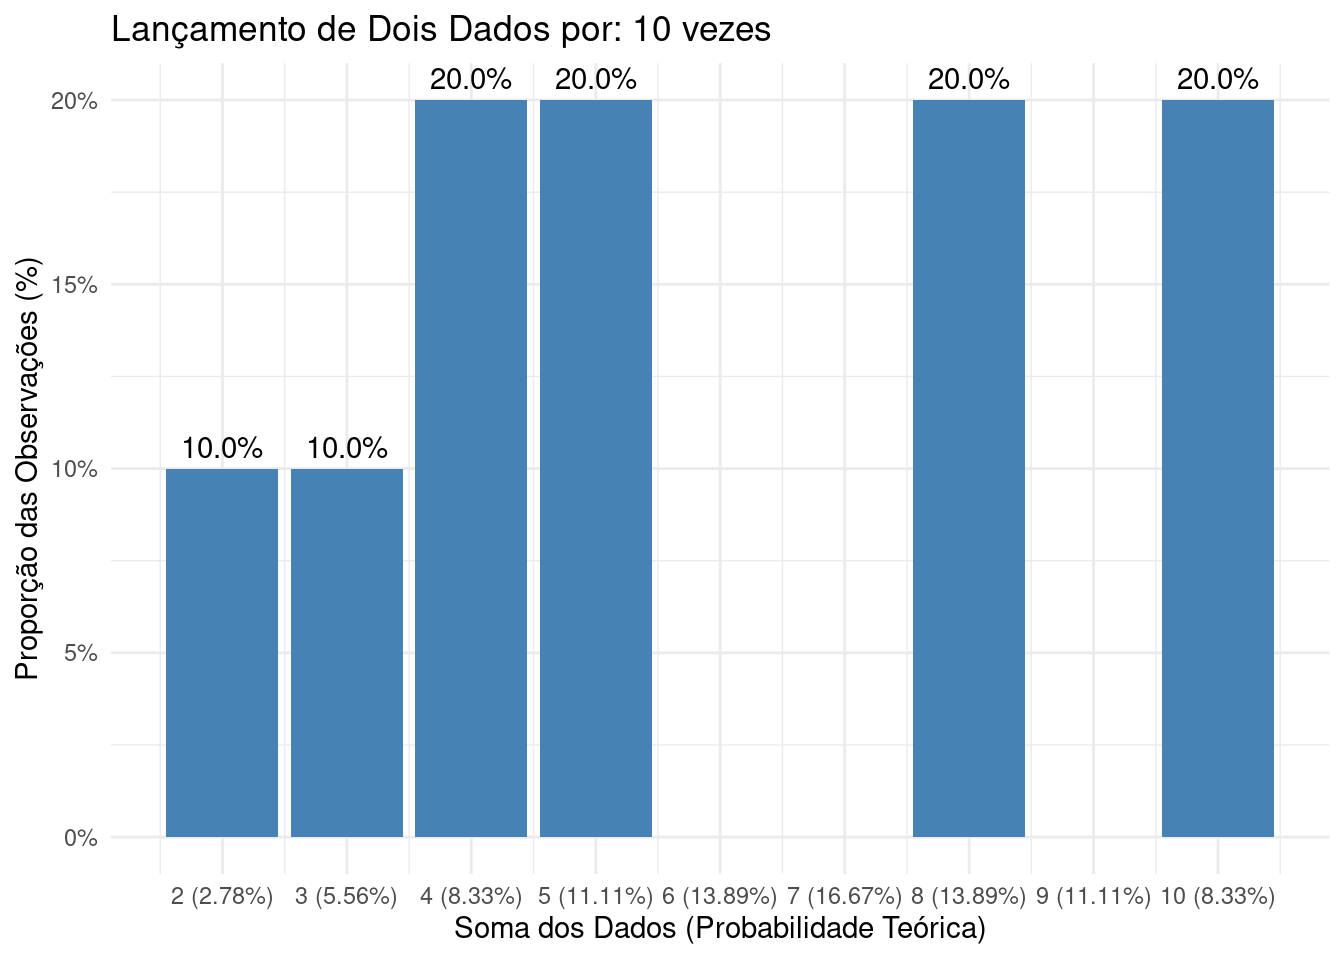 Lançamento de Dois Dados por: 10 vezes
20.0% 20.0% 20.0% 20.0%
20%
15%
10.0% 10.0%
10%
5%
0%
Proporção das Observações (%)
2 (2.78%) 3 (5.56%) 4 (8.33%) 5 (11.11%) 6 (13.89%) 7 (16.67%) 8 (13.89%) 9 (11.11%) 10 (8.33%)
Soma dos Dados (Probabilidade Teórica)